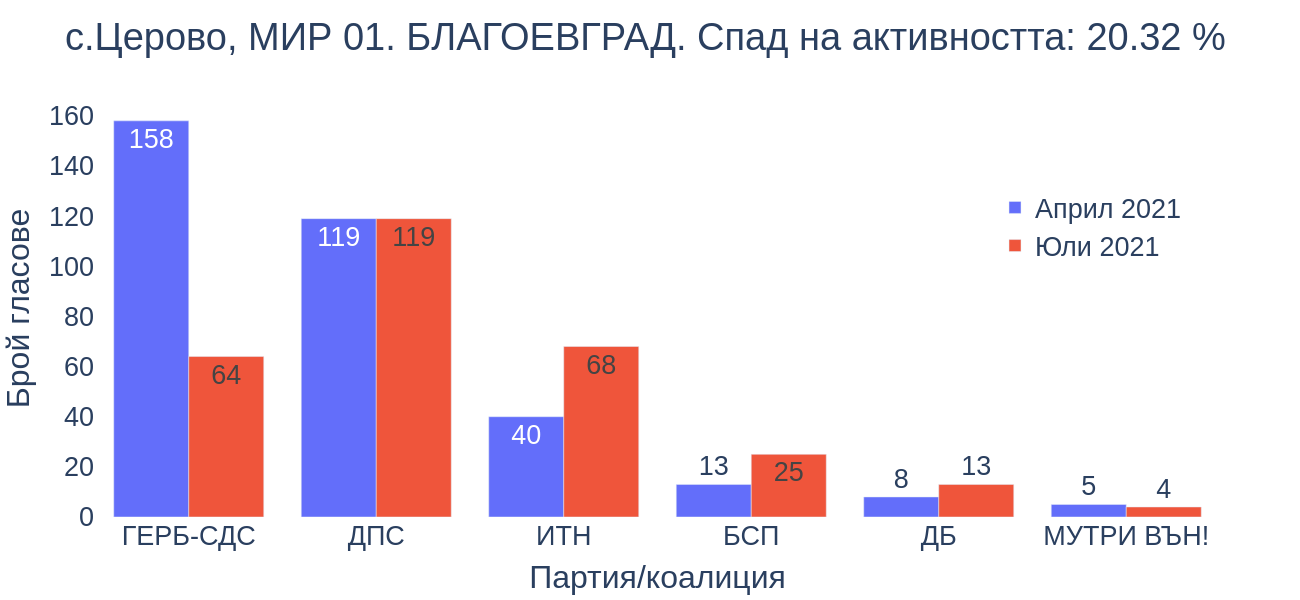 с.Церово, МИР 01. БЛАГОЕВГРАД. Спад на активността: 20.32 %
Брой гласове
160
140
120
100
80
60
40
20
0
158
64
119
119
40
68
13
25
8
13
5
4
Април 2021
Юли 2021
ГЕРБ-СДС
ДПС
ИТН
БСП
ДБ
МУТРИ ВЪН!
Партия/коалиция